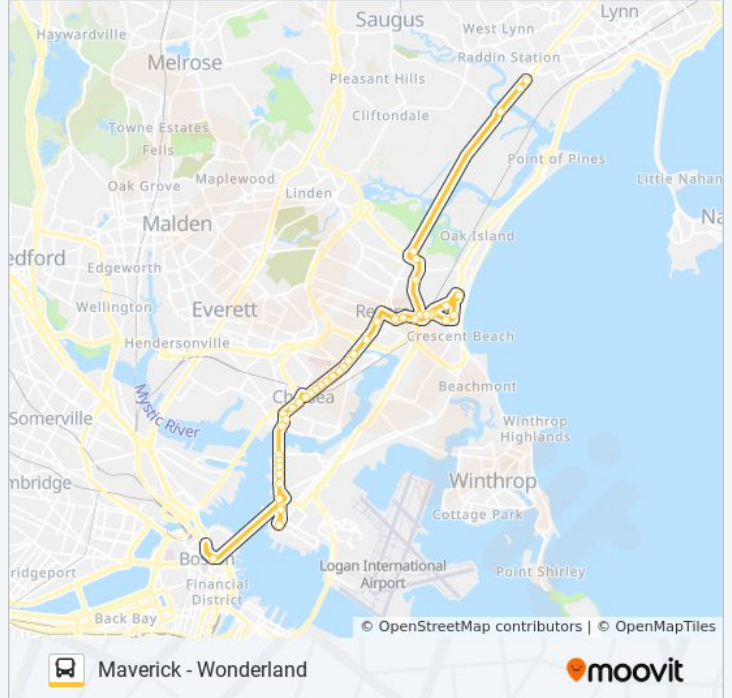 Saugus
Lynn
Haywardville
West Lynn
Raddin Station
Melrose
Pleasant Hills
Cliftondale
Towne Estates
Fells
Point of Pines
Oak Grove
Maplewood
Linden
Little Nahan
Na
Malden
Oak Island
edford
Edgeworth
Wellington
Everett
Re
Hendersonville
Crescent Beach
Beachmont
Mystic River
Somerville
Winthrop
Highlands
mbridge
Winthrop
Cottage Park
ridgeport
Financial
District
Logan International
Airport
Point Shirley
Back Bay
© OpenStreetMap contributors | © OpenMapTiles
Maverick - Wonderland
moovit